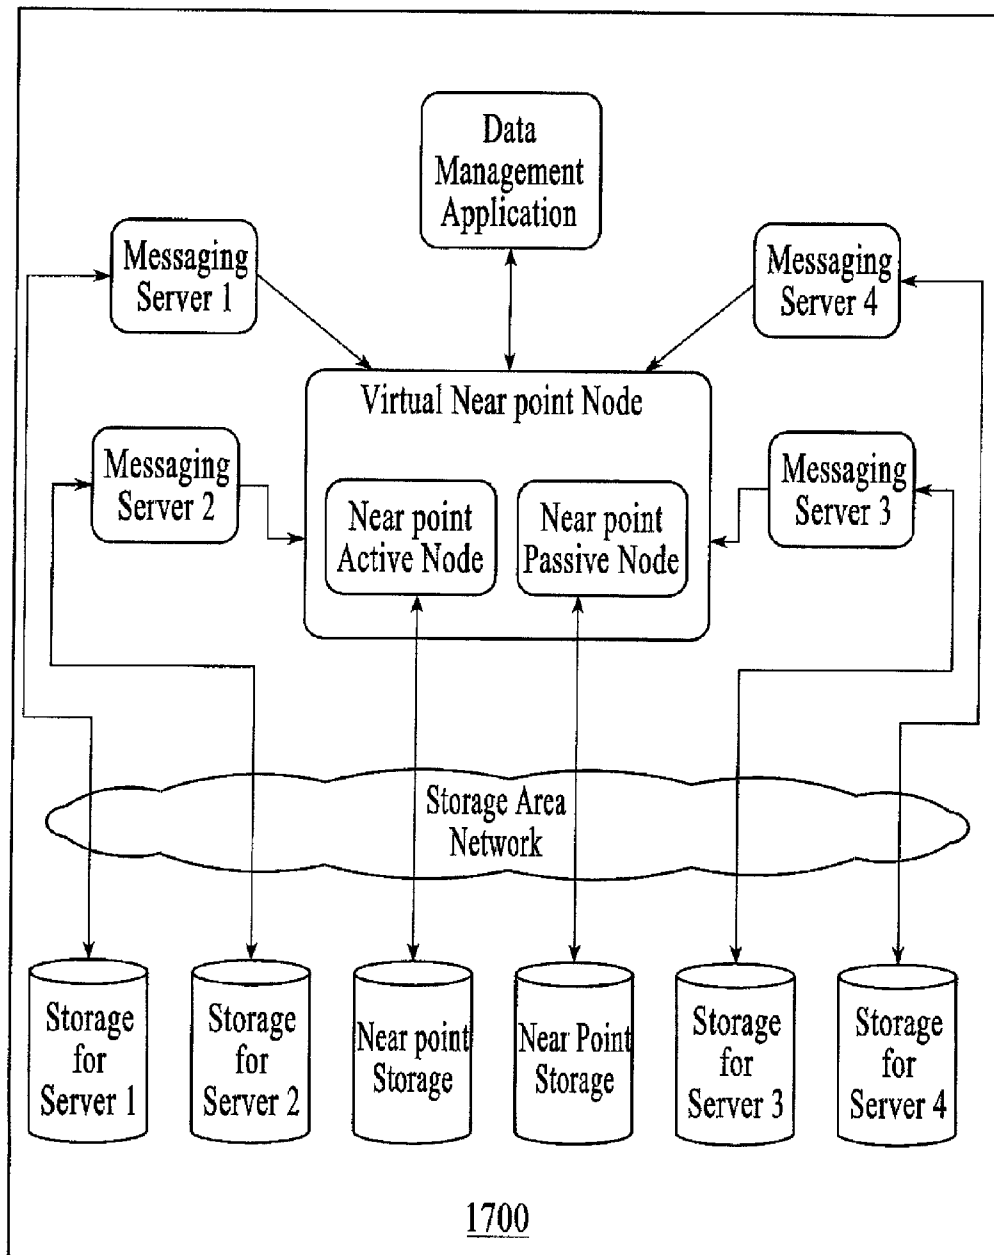 Data
Management
Application
Messaging
Server 1
Messaging
Server 4
Virtual Near point Node
Messaging
Server 2
Messaging
Server 3
Near point
Active Node
Near point
Passive Node
Storage Area
Network
Storage
for
Server 1
Storage
for
Server 2
Near point
Storage
Near Point
Storage
Storage
for
Server 3
Storage
for
Server 4
1700